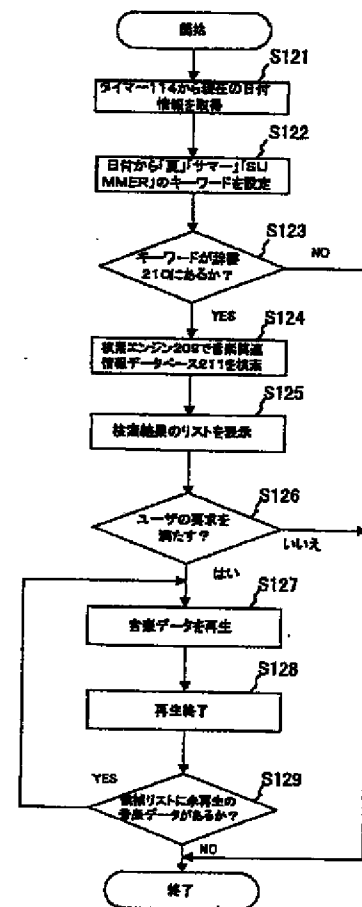 開始
S121
タイマー114から現在の日付
情報を取得
S122
日付から「夏」「サマー」「SU
MMER」のキーワードを設定
S123
キーワードが辞書
210にあるか?
NO
YES
S124
検索エンジン209で音楽関連
情報データベース211を検索
S125
検索結果のリストを表示
S126
ユーザの要求を
満たす?
いいえ
はい
S127
音楽データを再生
S128
再生終了
YES
S129
候補リストに未再生の
音楽データがあるか?
NO
終了